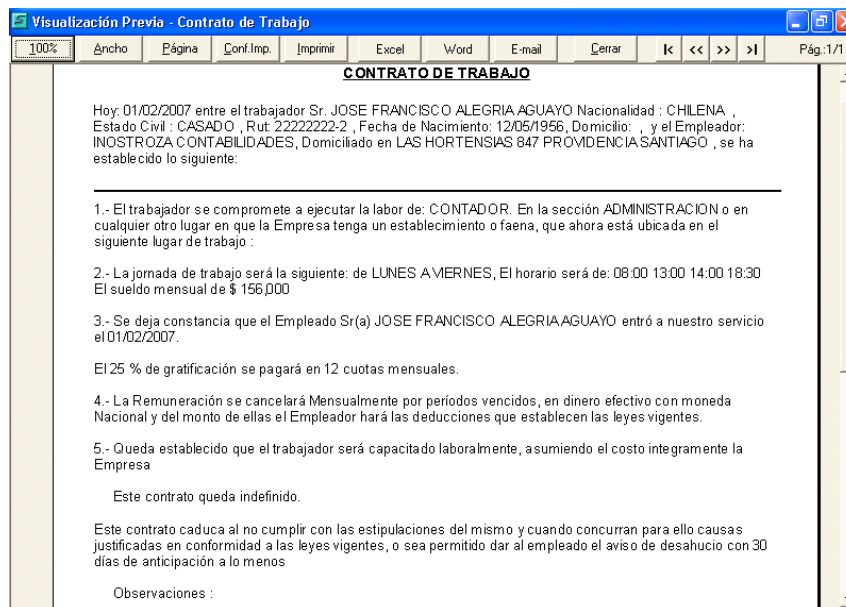 Visualización Previa - Contrato de Trabajo
100% Ancho Página Conf.Imp. Imprimir Excel Word E-mail Cerrar Pág.:1/1
CONTRATO DE TRABAJO
Hoy: 01/02/2007 entre el trabajador Sr. JOSE FRANCISCO ALEGRIA AGUAYO Nacionalidad : CHILENA ,
Estado Civil : CASADO , Rut: 22222222-2 , Fecha de Nacimiento: 12/05/1956, Domicilio: , y el Empleador:
INOSTROZA CONTABILIDADES, Domiciliado en LAS HORTENSIAS 847 PROVIDENCIA SANTIAGO , se ha
establecido lo siguiente:
1.- El trabajador se compromete a ejecutar la labor de: CONTADOR. En la sección ADMINISTRACION o en
cualquier otro lugar en que la Empresa tenga un establecimiento o faena, que ahora está ubicada en el
siguiente lugar de trabajo :
2.- La jornada de trabajo será la siguiente: de LUNES A VIERNES, El horario será de: 08:00 13:00 14:00 18:30
El sueldo mensual de $ 156,000
3.- Se deja constancia que el Empleado Sr(a) JOSE FRANCISCO ALEGRIA AGUAYO entró a nuestro servicio
el 01/02/2007.
El 25 % de gratificación se pagará en 12 cuotas mensuales.
4.- La Remuneración se cancelará Mensualmente por períodos vencidos, en dinero efectivo con moneda
Nacional y del monto de ellas el Empleador hará las deducciones que establecen las leyes vigentes.
5.- Queda establecido que el trabajador será capacitado laboralmente, asumiendo el costo integramente la
Empresa
Este contrato queda indefinido.
Este contrato caduca al no cumplir con las estipulaciones del mismo y cuando concurran para ello causas
justificadas en conformidad a las leyes vigentes, o sea permitido dar al empleado el aviso de desahucio con 30
días de anticipación a lo menos
Observaciones :